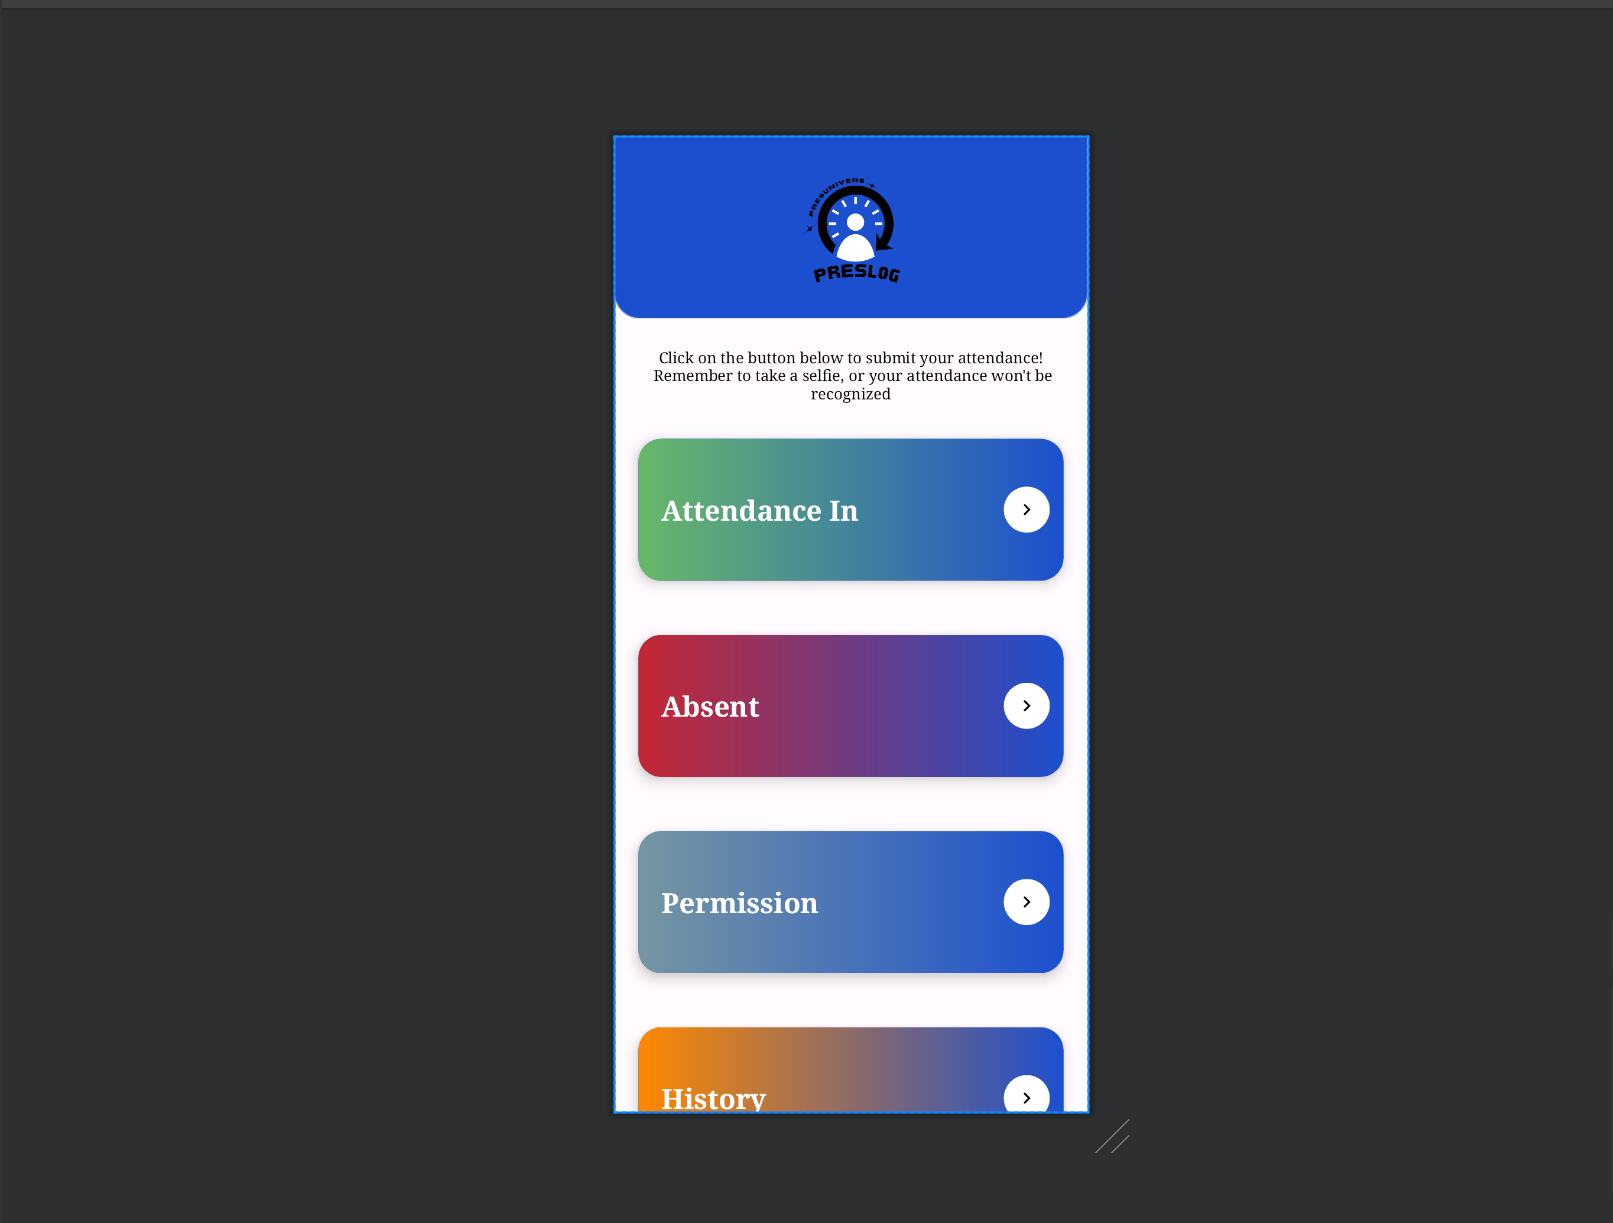 PRESUNIVERS
PRESLOG
Click on the button below to submit your attendance!
Remember to take a selfie, or your attendance won't be
recognized
Attendance In
Absent
Permission
History